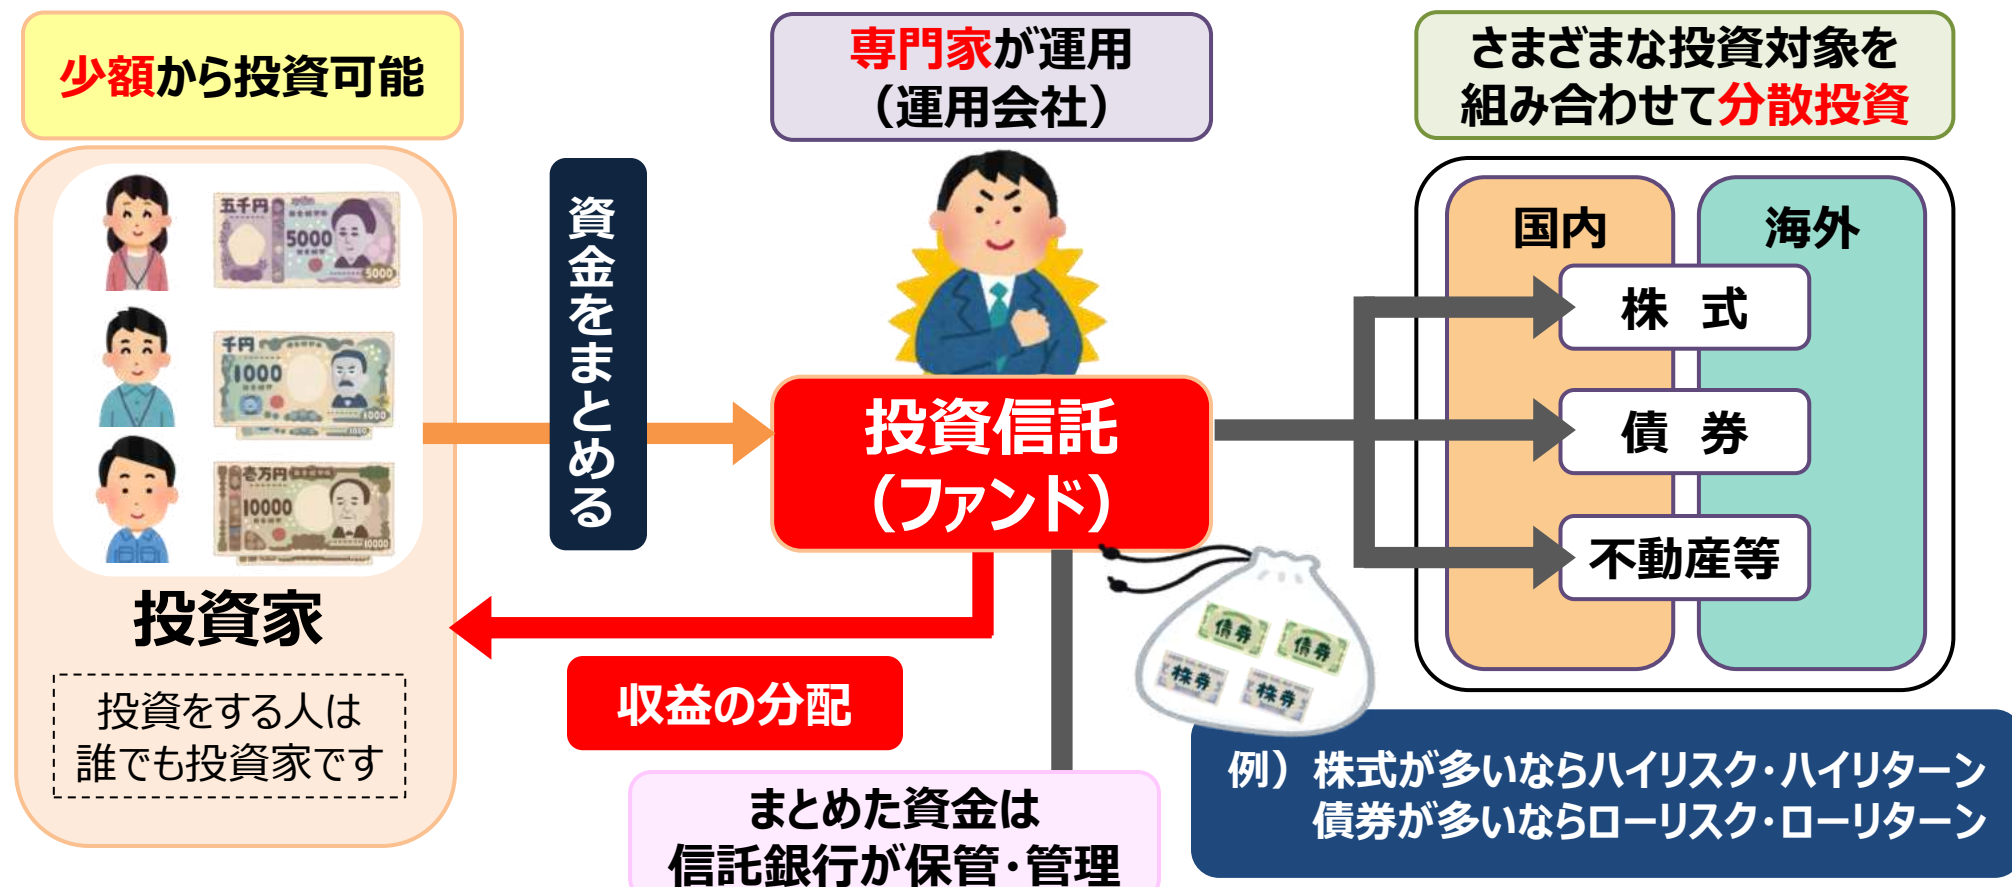 少額から投資可能
専門家が運用
（運用会社）
さまざまな投資対象を
組み合わせて分散投資
五千円
5000
5000
千円
1000
1000
壱万円
10000
10000
投資家
投資をする人は
誰でも投資家です
資金をまとめる
投資信託
（ファンド）
収益の分配
まとめた資金は
信託銀行が保管・管理
債券
債券
株券
株券
国内
海外
株 式
債 券
不動産等
例）株式が多いならハイリスク・ハイリターン
債券が多いならローリスク・ローリターン